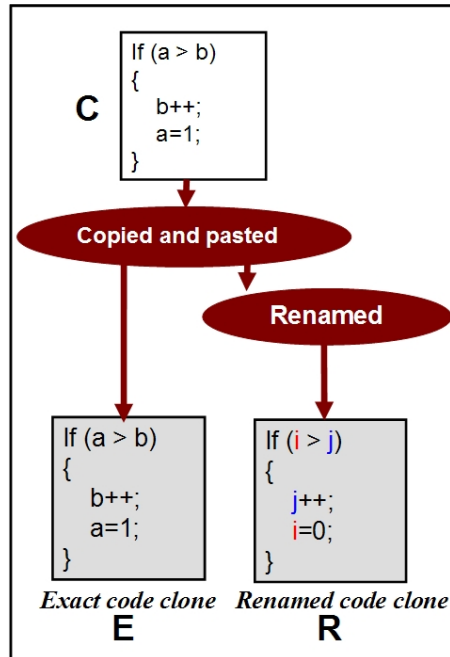 If (a > b)
{
C
b++;
a=1;
}
Copied and pasted
Renamed
If (a > b)
{
b++;
a=1;
}
If (i > j)
{
j++;
i=0;
}
Exact code clone
Renamed code clone
E
R